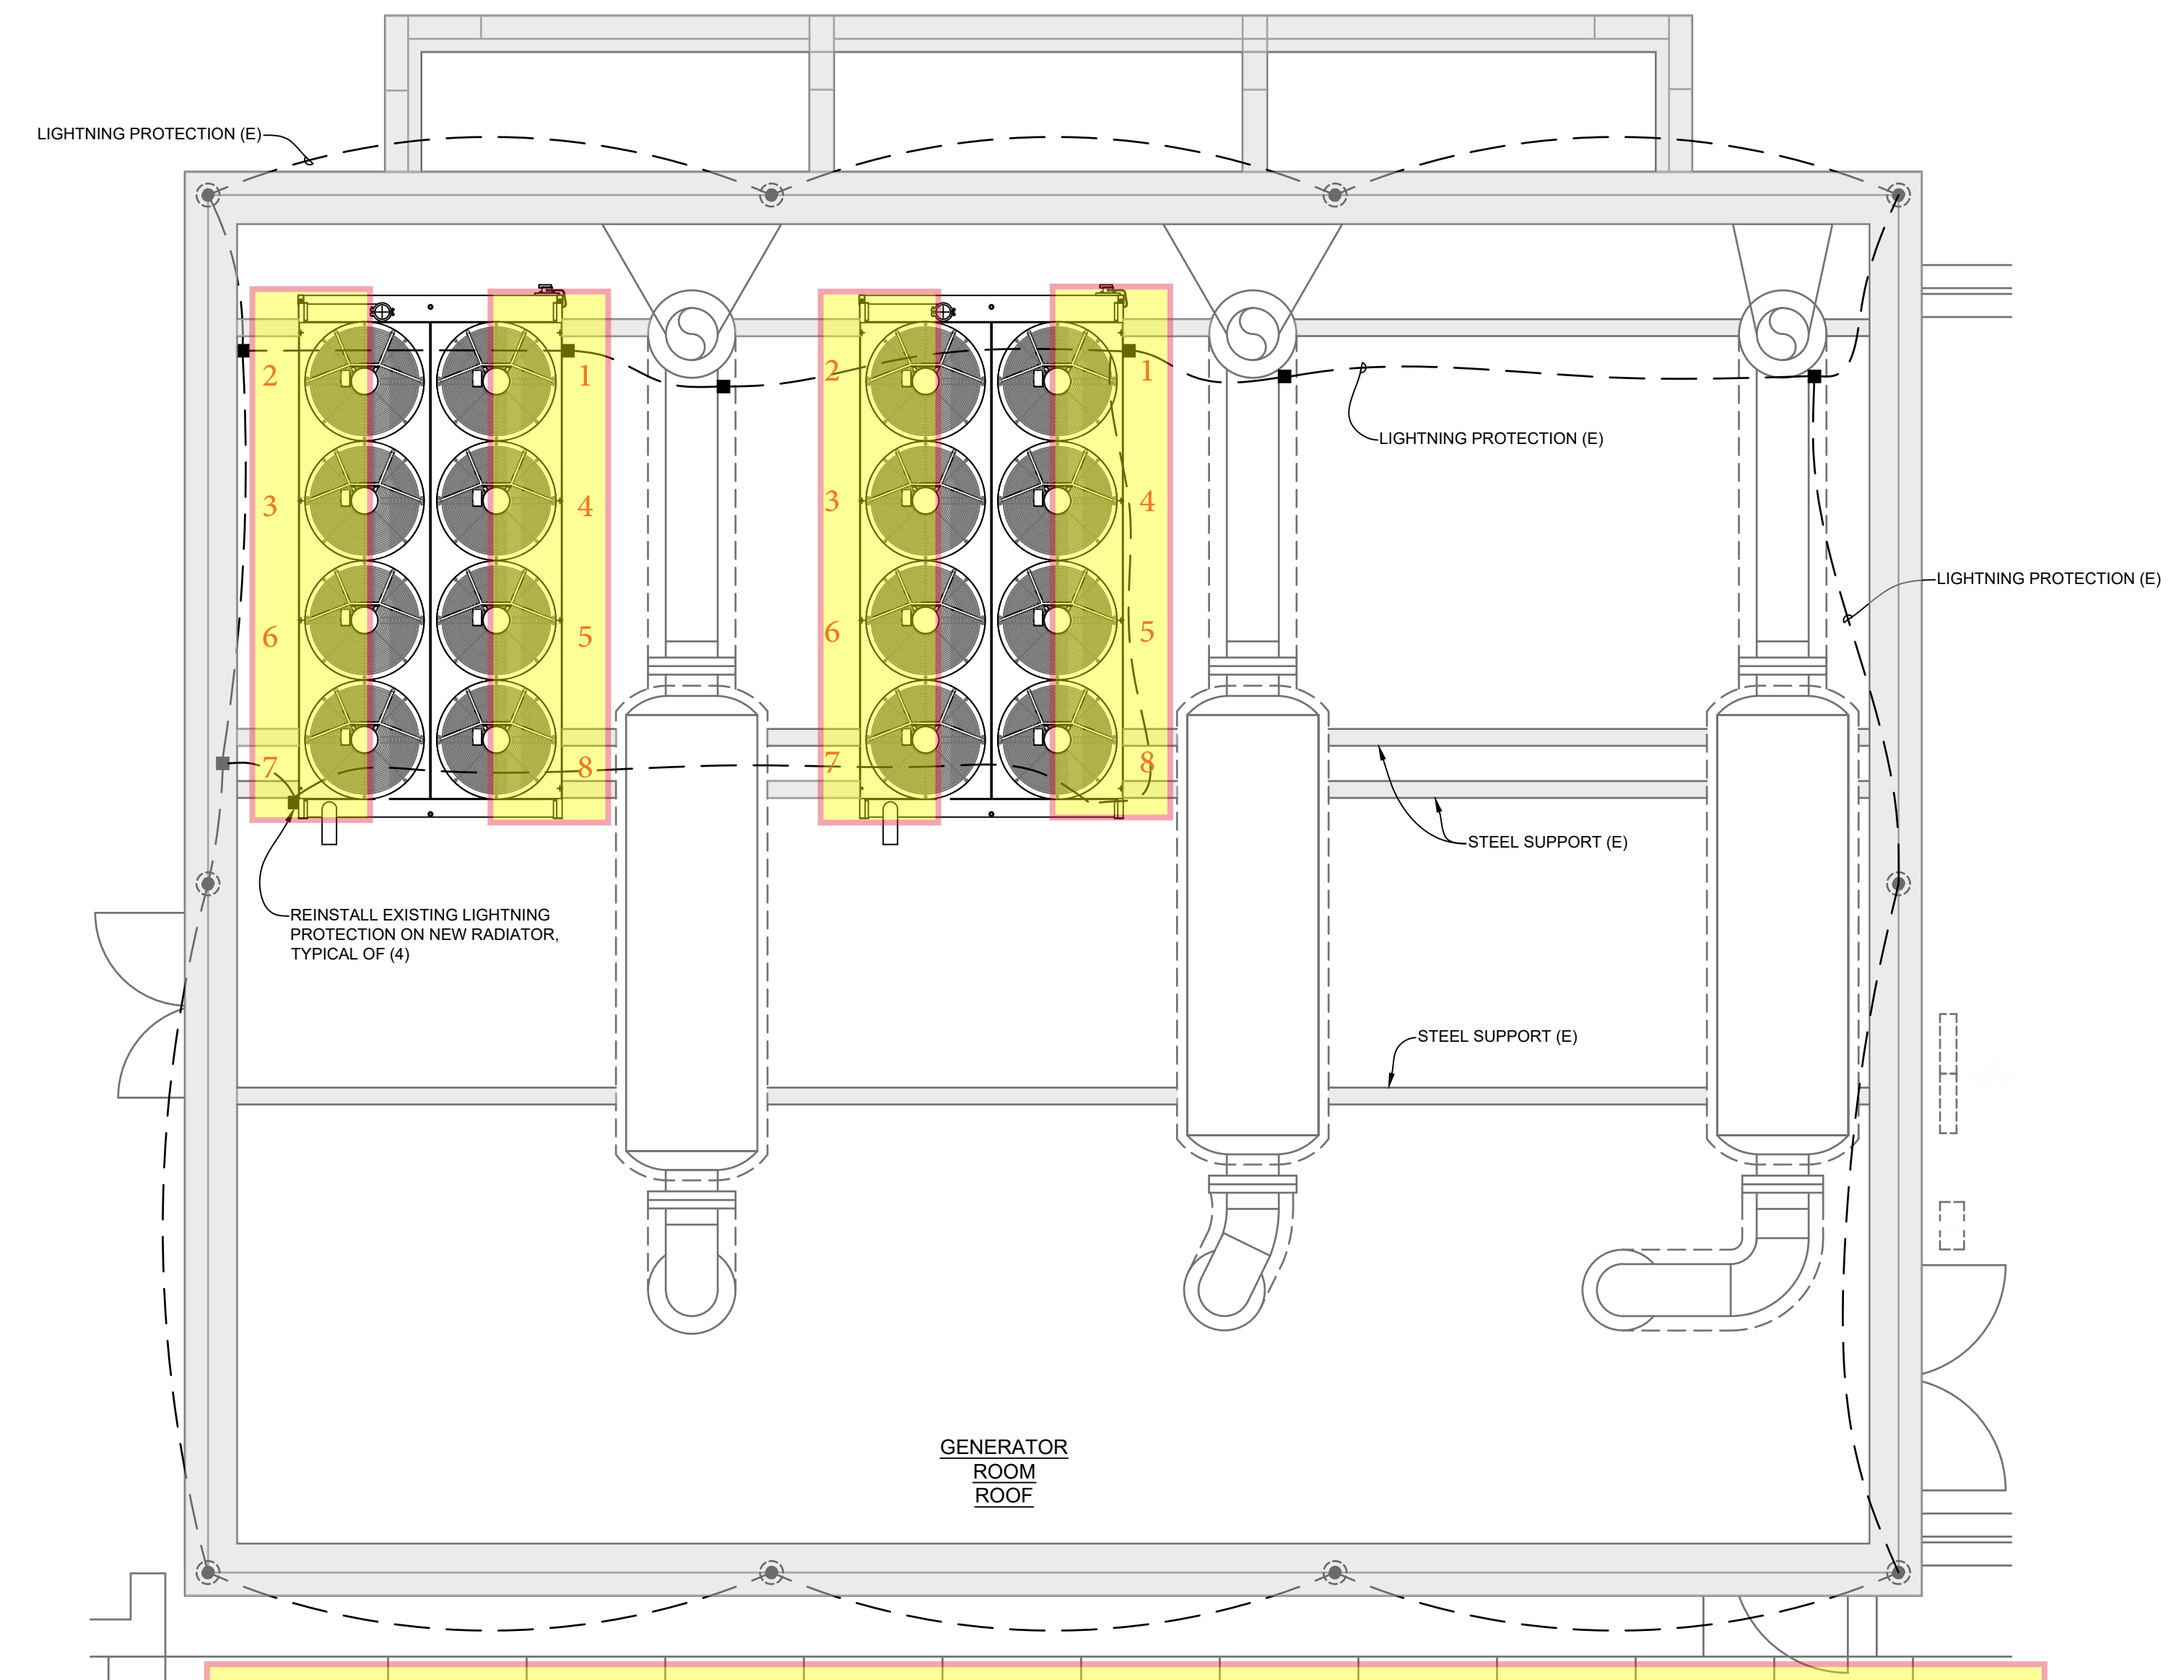 LIGHTNING PROTECTION (E)
2
1
2
1
LIGHTNING PROTECTION (E)
3
4
3
4
LIGHTNING PROTECTION (E)
6
5
6
5
7
8
7
8
STEEL SUPPORT (E)
REINSTALL EXISTING LIGHTNING
PROTECTION ON NEW RADIATOR,
TYPICAL OF (4)
STEEL SUPPORT (E)
GENERATOR
ROOM
ROOF